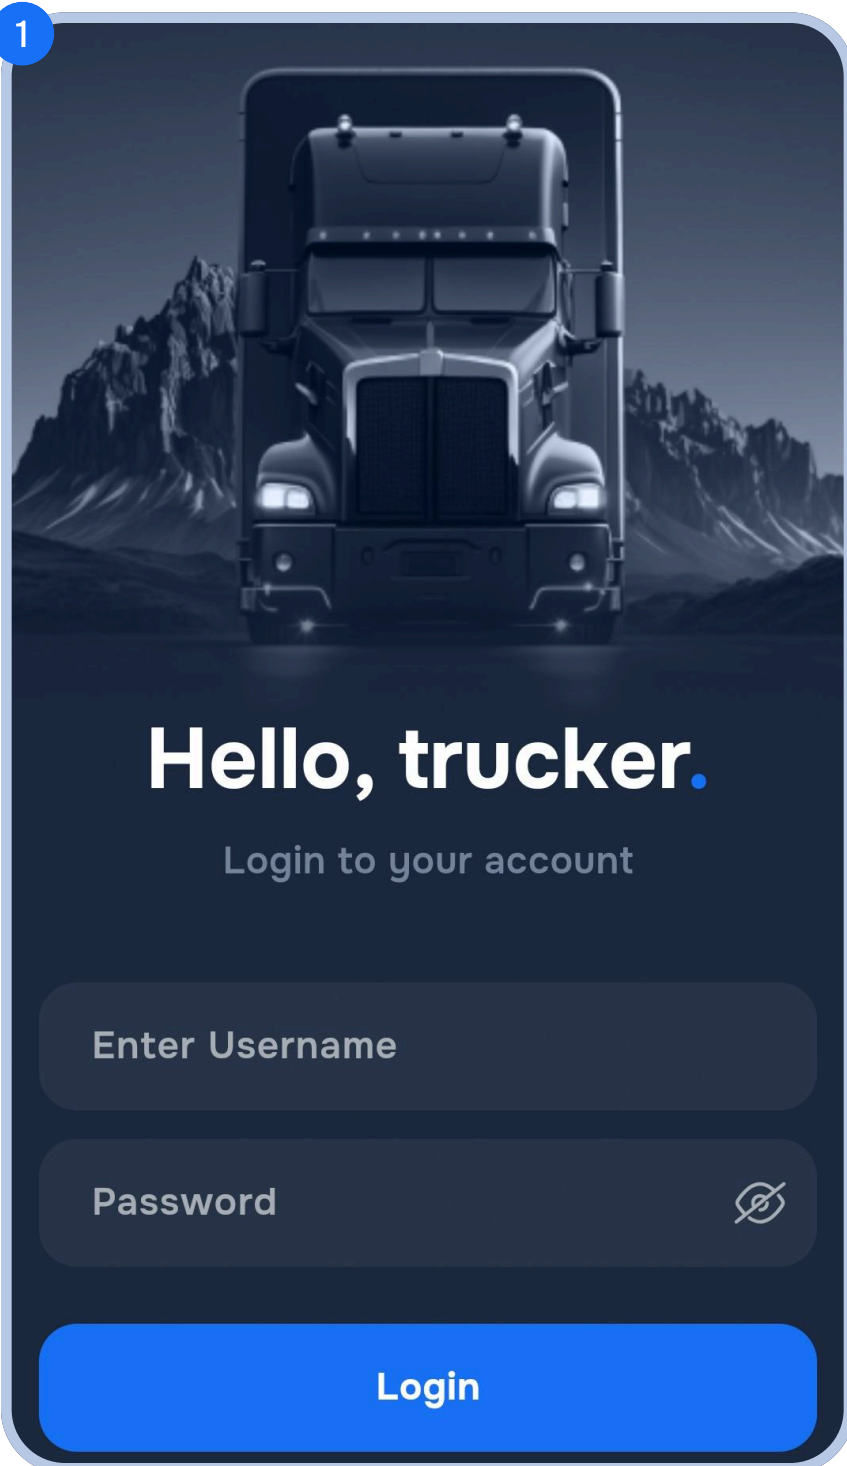 1
Hello, trucker.
Login to your account
Enter Username
Password
Login